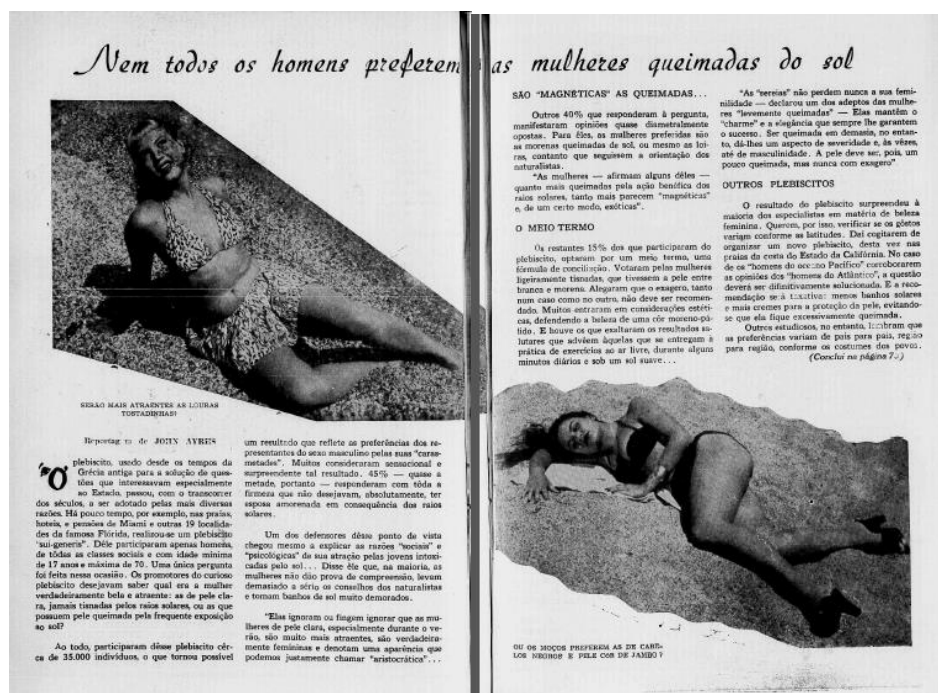 Nem todos os homens preferem as mulheres queimadas do sol
SERÃO MAIS ATRAENTES AS LOURAS
TOSTADINHAS?
Reportagem de JOHN AYRES
"O plebiscito, usado desde os tempos da
Grécia antiga para a solução de ques-
tões que interessavam especialmente
ao Estado, passou, com o transcorrer
dos séculos, a ser adotado pelas mais diversas
razões. Há pouco tempo, por exemplo, nas praias,
hoteis, e pensões de Miami e outras 19 localida-
des da famosa Flórida, realizou-se um plebiscito
"sui-generis". Dêle participaram apenas homens,
de tôdas as classes sociais e com idade mínima
de 17 anos e máxima de 70. Uma única pergunta
foi feita nessa ocasião. Os promotores do curioso
plebiscito desejavam saber qual era a mulher
verdadeiramente bela e atraente: as de pele cla-
ra, jamais tisnadas pelos raios solares, ou as que
possuem pele queimada pela frequente exposição
ao sol?
Ao todo, participaram dêsse plebiscito cêr-
ca de 35.000 indivíduos, o que tornou possível
um resultado que reflete as preferências dos re-
presentantes do sexo masculino pelas suas "caras-
metades". Muitos consideraram sensacional e
surpreendente tal resultado. 45% — quase a
metade, portanto — responderam com tôda a
firmeza que não desejavam, absolutamente, ter
esposa amorenada em consequência dos raios
solares.
Um dos defensores dêsse ponto de vista
chegou mesmo a explicar as razões "sociais" e
"psicológicas" da sua atração pelas jovens intoxi-
cadas pelo sol... Disse êle que, na maioria, as
mulheres não dão prova de compreensão, levam
demasiado a sério os conselhos dos naturalistas
e tomam banhos de sol muito demorados.
"Elas ignoram ou fingem ignorar que as mu-
lheres de pele clara, especialmente durante o ve-
rão, são muito mais atraentes, são verdadeira-
mente femininas e denotam uma aparência que
podemos justamente chamar "aristocrática"...
SÃO "MAGNÉTICAS" AS QUEIMADAS...
Outros 40% que responderam à pergunta,
manifestaram opiniões quase diametralmente
opostas. Para êles, as mulheres preferidas são
as morenas queimadas de sol, ou mesmo as loi-
ras, contanto que seguissem a orientação dos
naturalistas.
"As mulheres — afirmam alguns dêles —
quanto mais queimadas pela ação benéfica dos
raios solares, tanto mais parecem "magnéticas"
e, de um certo modo, exóticas".
O MEIO TERMO
Os restantes 15% dos que participaram do
plebiscito, optaram por um meio termo, uma
fórmula de conciliação. Votaram pelas mulheres
ligeiramente tisnadas, que tivessem a pele entre
branca e morena. Alegaram que o exagero, tanto
num caso como no outro, não deve ser recomen-
dado. Muitos entraram em considerações estéti-
cas, defendendo a beleza de uma côr moreno-pá-
lido. E houve os que exaltaram os resultados sa-
lutares que advêem àquelas que se entregam à
prática de exercícios ao ar livre, durante alguns
minutos diários e sob um sol suave...
"As "sereias" não perdem nunca a sua femi-
nilidade — declarou um dos adeptos das mulhe-
res "levemente queimadas" — Elas mantêm o
"charme" e a elegância que sempre lhe garantem
o sucesso. Ser queimada em demasia, no entan-
to, dá-lhes um aspecto de severidade e, às vêzes,
até de masculinidade. A pele deve ser, pois, um
pouco queimada, mas nunca com exagero"
OUTROS PLEBISCITOS
O resultado do plebiscito surpreendeu à
maioria dos especialistas em matéria de beleza
feminina. Querem, por isso, verificar se os gôstos
variam conforme as latitudes. Daí cogitarem de
organizar um novo plebiscito, desta vez nas
praias da costa do Estado da Califórnia. No caso
de os "homens do oceano Pacífico" corroborarem
as opiniões dos "homens do Atlântico", a questão
deverá ser difinitivamente solucionada. E a reco-
mendação será taxativa: menos banhos solares
e mais cremes para a proteção da pele, evitando-
se que ela fique excessivamente queimada.
Outros estudiosos, no entanto, lembram que
as preferências variam de país para país, região
para região, conforme os costumes dos povos.
(Conclui na página
OU OS MOÇOS PREFEREM AS DE CABE-
LOS NEGROS E PELE COR DE JAMBO?